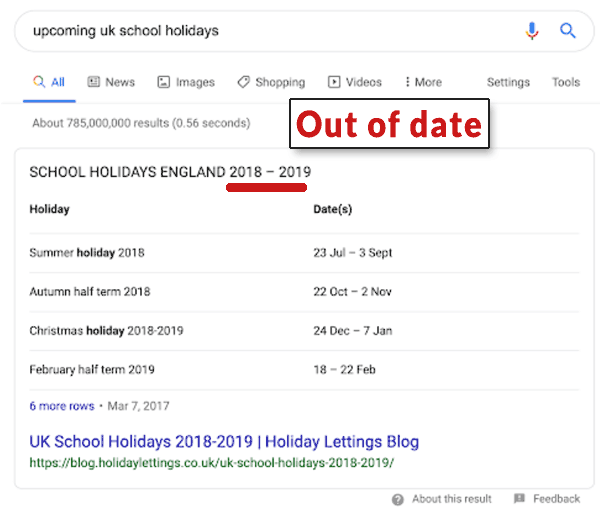 upcoming uk school holidays
All News Images Shopping Videos More Settings Tools
About 785,000,000 results (0.56 seconds)
Out of date
SCHOOL HOLIDAYS ENGLAND 2018 – 2019
Holiday Date(s)
Summer holiday 2018 23 Jul – 3 Sept
Autumn half term 2018 22 Oct – 2 Nov
Christmas holiday 2018-2019 24 Dec – 7 Jan
February half term 2019 18 – 22 Feb
6 more rows • Mar 7, 2017
UK School Holidays 2018-2019 | Holiday Lettings Blog
https://blog.holidaylettings.co.uk/uk-school-holidays-2018-2019/
About this result Feedback